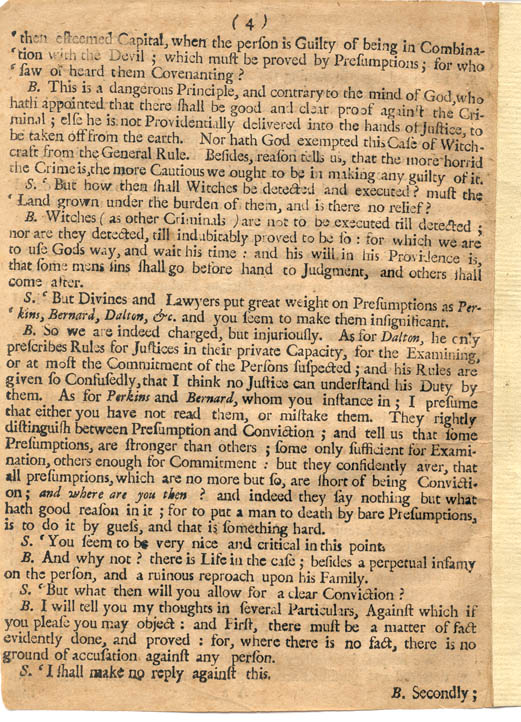 (4)
‘then eſteemed Capital, when the perſon is Guilty of being in Combina-
‘tion with the Devil ; which muſt be proved by Preſumptions ; for who
‘ſaw or heard them Covenanting ?
B. This is a dangerous Principle, and contrary to the mind of God, who
hath appointed that there ſhall be good and clear proof againſt the Cri-
minal ; elſe he is not Providentially delivered into the hands of Juſtice, to
be taken off from the earth. Nor hath God exempted this Caſe of Witch-
craft from the General Rule. Beſides, reaſon tells us, that the more horrid
the Crime is, the more Cautious we ought to be in making any guilty of it.
S. ‘But how then ſhall Witches be detected and executed ? muſt the
‘Land grown under the burden of them, and is there no relief ?
B. Witches ( as other Criminals ) are not to be executed till detected ;
nor are they detected, till indubitably proved to be ſo : for which we are
to uſe Gods way, and wait his time : and his will in his Providence is,
that ſome mens ſins ſhall go before hand to Judgment, and others ſhall
come after.
S. ‘But Divines and Lawyers put great weight on Preſumptions as Per-
‘kins, Bernard, Dalton, &c. and you ſeem to make them inſignificant.
B. So we are indeed charged, but injuriouſly. As for Dalton, he only
preſcribes Rules for Juſtices in their private Capacity, for the Examining,
or at moſt the Commitment of the Perſons ſuſpected ; and his Rules are
given ſo Confuſedly, that I think no Juſtice can underſtand his Duty by
them. As for Perkins and Bernard, whom you inſtance in ; I preſume
that either you have not read them, or miſtake them. They rightly
diſtinguiſh between Preſumption and Conviction ; and tell us that ſome
Preſumptions, are ſtronger than others ; ſome only ſufficient for Exami-
nation, others enough for Commitment : but they confidently aver, that
all preſumptions, which are no more but ſo, are ſhort of being Convicti-
on ; and where are you then ? and indeed they ſay nothing but what
hath good reaſon in it ; for to put a man to death by bare Preſumptions,
is to do it by gueſs, and that is ſomething hard.
S. ‘You ſeem to be very nice and critical in this point.
B. And why not ? there is Life in the caſe ; beſides a perpetual infamy
on the perſon, and a ruinous reproach upon his Family.
S. ‘But what then will you allow for a clear Conviction ?
B. I will tell you my thoughts in ſeveral Particulars, Againſt which if
you pleaſe you may object : and Firſt, there muſt be a matter of fact
evidently done, and proved : for, where there is no fact, there is no
ground of accuſation againſt any perſon.
S. ‘I ſhall make no reply againſt this.
B. Secondly ;